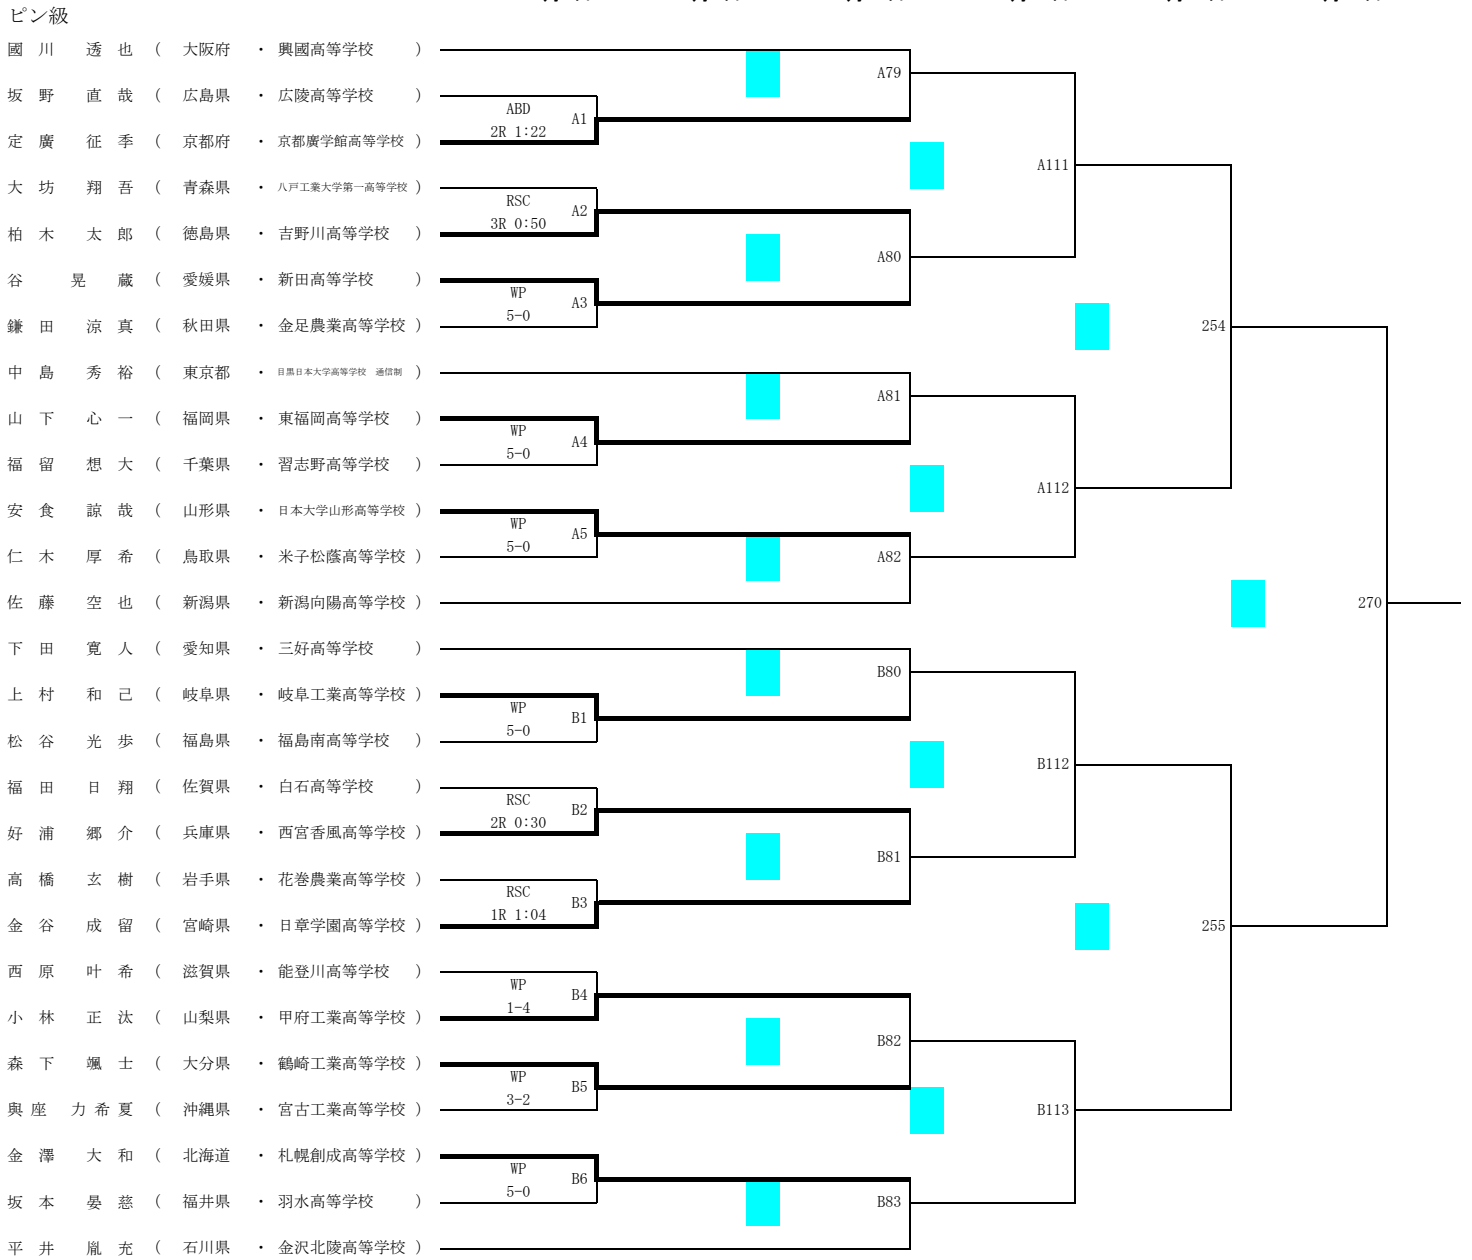 ピン級
國川 透也 ( 大阪府 ・ 興國高等学校 )
A79
坂野 直哉 ( 広島県 ・ 広陵高等学校 )
ABD
A1
2R 1:22
定廣 征季 ( 京都府 ・ 京都廣学館高等学校 )
A111
大坊 翔吾 ( 青森県 ・ 八戸工業大学第一高等学校 )
RSC
A2
3R 0:50
柏木 太郎 ( 徳島県 ・ 吉野川高等学校 )
A80
谷 晃蔵 ( 愛媛県 ・ 新田高等学校 )
WP
A3
5-0
鎌田 涼真 ( 秋田県 ・ 金足農業高等学校 )
254
中島 秀裕 ( 東京都 ・ 目黒日本大学高等学校 通信制 )
A81
山下 心一 ( 福岡県 ・ 東福岡高等学校 )
WP
A4
5-0
福留 想大 ( 千葉県 ・ 習志野高等学校 )
A112
安食 諒哉 ( 山形県 ・ 日本大学山形高等学校 )
WP
A5
5-0
仁木 厚希 ( 鳥取県 ・ 米子松蔭高等学校 )
A82
佐藤 空也 ( 新潟県 ・ 新潟向陽高等学校 )
270
下田 寛人 ( 愛知県 ・ 三好高等学校 )
B80
上村 和己 ( 岐阜県 ・ 岐阜工業高等学校 )
WP
B1
5-0
松谷 光歩 ( 福島県 ・ 福島南高等学校 )
B112
福田 日翔 ( 佐賀県 ・ 白石高等学校 )
RSC
B2
2R 0:30
好浦 郷介 ( 兵庫県 ・ 西宮香風高等学校 )
B81
高橋 玄樹 ( 岩手県 ・ 花巻農業高等学校 )
RSC
B3
1R 1:04
金谷 成留 ( 宮崎県 ・ 日章学園高等学校 )
255
西原 叶希 ( 滋賀県 ・ 能登川高等学校 )
WP
B4
1-4
小林 正汰 ( 山梨県 ・ 甲府工業高等学校 )
B82
森下 颯士 ( 大分県 ・ 鶴崎工業高等学校 )
WP
B5
3-2
與座 力希夏 ( 沖縄県 ・ 宮古工業高等学校 )
B113
金澤 大和 ( 北海道 ・ 札幌創成高等学校 )
WP
B6
5-0
坂本 晏慈 ( 福井県 ・ 羽水高等学校 )
B83
平井 胤充 ( 石川県 ・ 金沢北陵高等学校 )